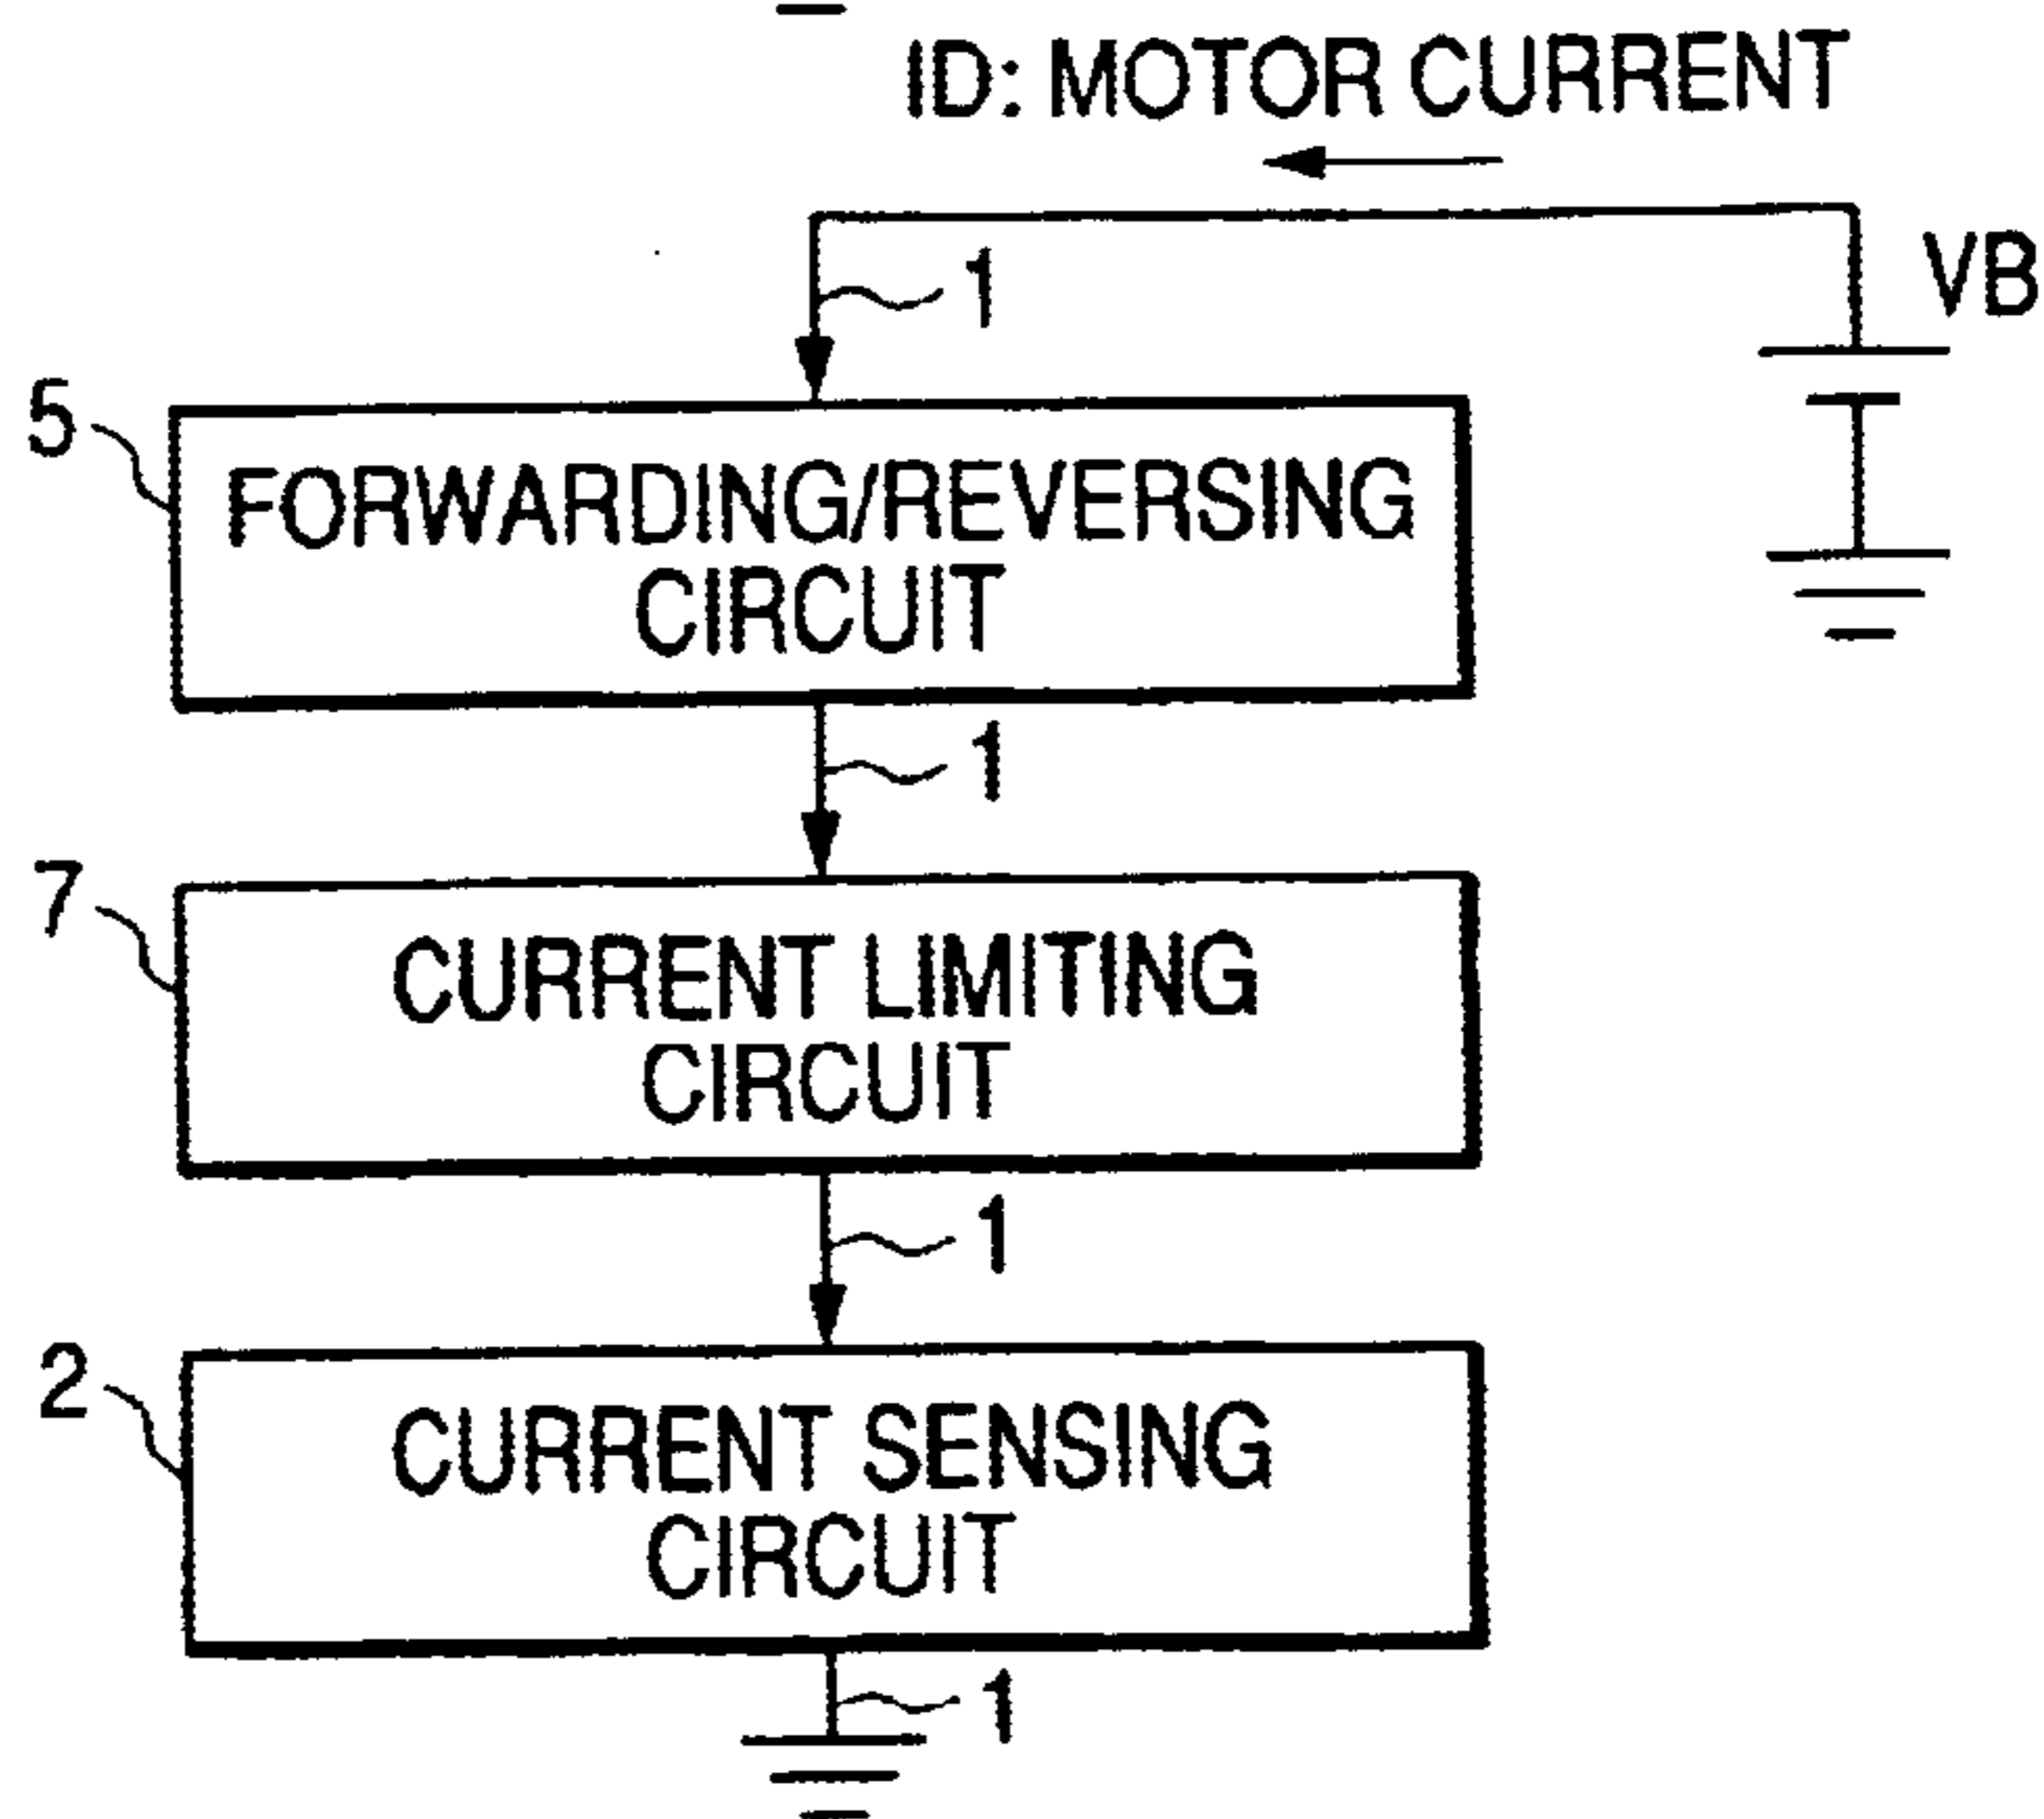 ID: MOTOR CURRENT
1
VB
5
FORWARDING/REVERSING
CIRCUIT
1
7
CURRENT LIMITING
CIRCUIT
1
2
CURRENT SENSING
CIRCUIT
1